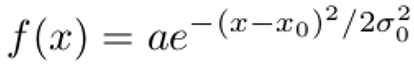 f(x) = ae^{-(x-x_0)^2/2\sigma_0^2}